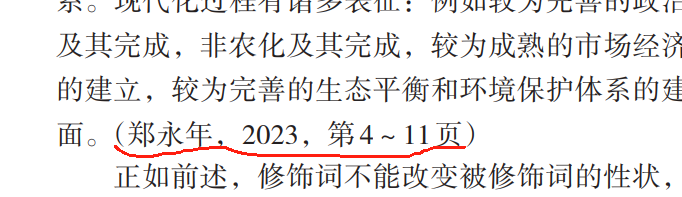 系。现代化过程有诸多表征：例如较为完善的政治
及其完成，非农化及其完成，较为成熟的市场经济
的建立，较为完善的生态平衡和环境保护体系的建
面。（郑永年，2023，第4～11页）
正如前述，修饰词不能改变被修饰词的性状，